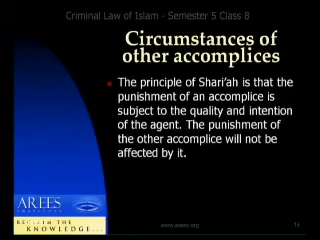 Criminal Law of Islam - Semester 5 Class 8
Circumstances of
other accomplices
The principle of Shari'ah is that the
punishment of an accomplice is
subject to the quality and intention
of the agent. The punishment of
the other accomplice will not be
affected by it.
AREES
RECLAIM THE
KNOWLEDGE...
www.arees.org